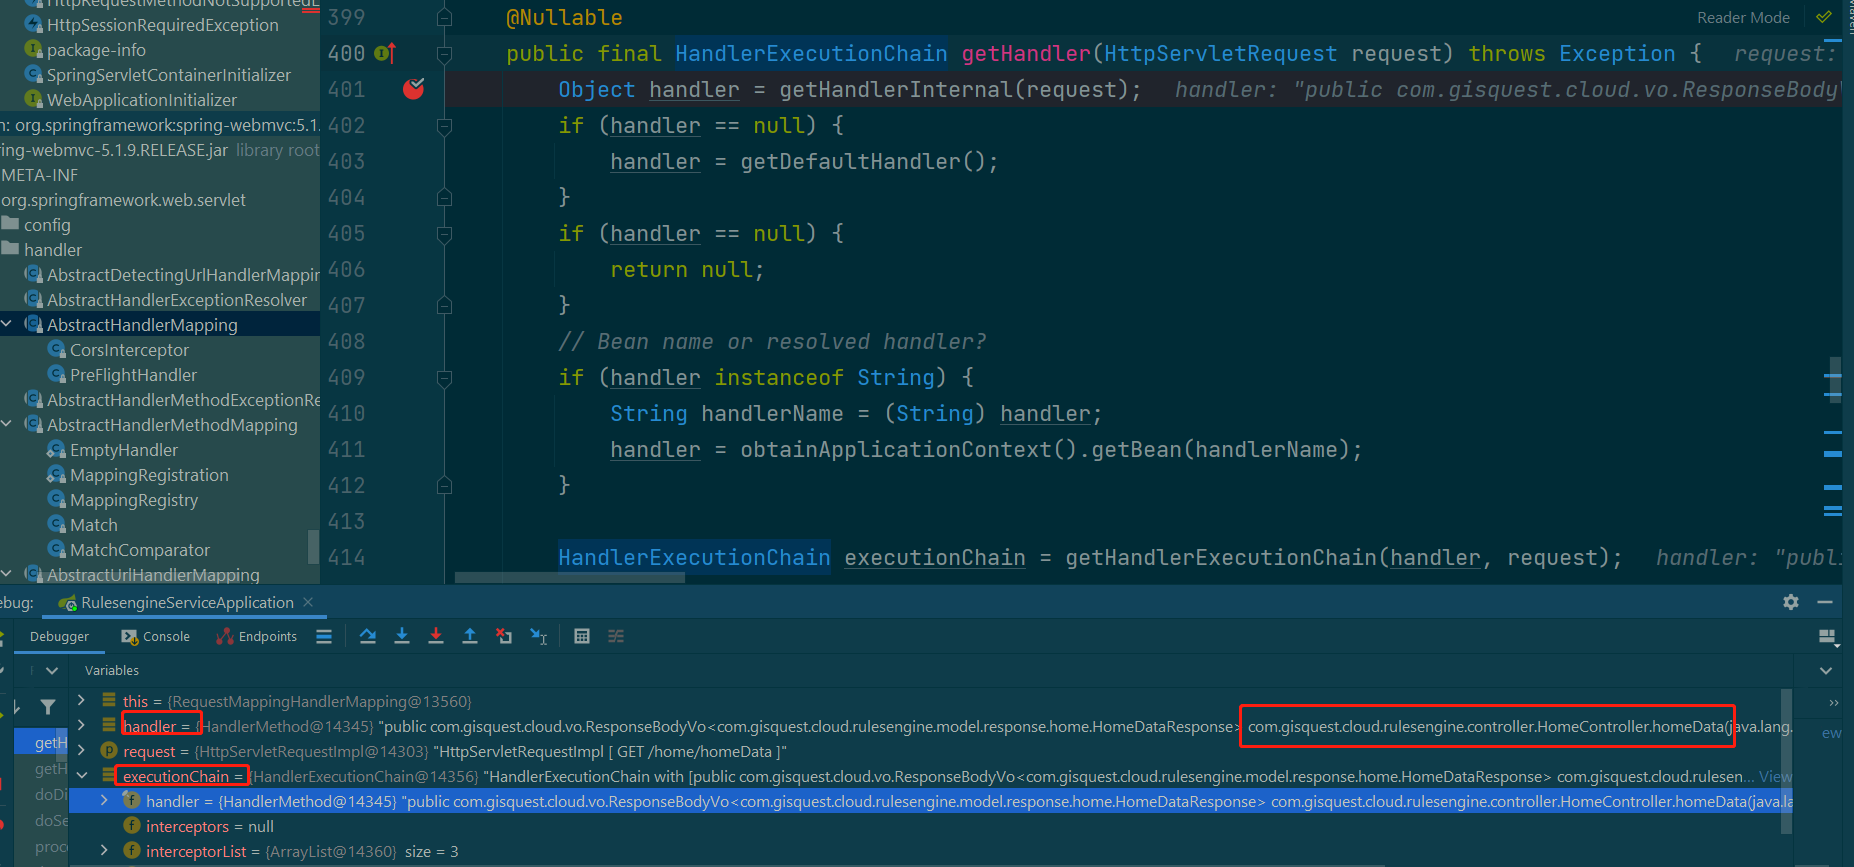 HttpRequestMethodNotSupportedE
HttpSessionRequiredException
package-info
SpringServletContainerInitializer
WebApplicationInitializer
n: org.springframework:spring-webmvc:5.1.
ring-webmvc-5.1.9.RELEASE.jar library root
META-INF
org.springframework.web.servlet
config
handler
AbstractDetectingUrlHandlerMappin
AbstractHandlerExceptionResolver
AbstractHandlerMapping
CorsInterceptor
PreFlightHandler
AbstractHandlerMethodExceptionRe
AbstractHandlerMethodMapping
EmptyHandler
MappingRegistration
MappingRegistry
Match
MatchComparator
AbstractUrlHandlerMapping
Reader Mode
399 @Nullable
400 public final HandlerExecutionChain getHandler(HttpServletRequest request) throws Exception { request:
401 Object handler = getHandlerInternal(request); handler: "public com.gisquest.cloud.vo.ResponseBodyV
402 if (handler == null) {
403 handler = getDefaultHandler();
404 }
405 if (handler == null) {
406 return null;
407 }
408 // Bean name or resolved handler?
409 if (handler instanceof String) {
410 String handlerName = (String) handler;
411 handler = obtainApplicationContext().getBean(handlerName);
412 }
413
414 HandlerExecutionChain executionChain = getHandlerExecutionChain(handler, request); handler: "publi
ebug: RulesengineServiceApplication
Debugger Console Endpoints
Variables
this = {RequestMappingHandlerMapping@13560}
handler = {HandlerMethod@14345} "public com.gisquest.cloud.vo.ResponseBodyVo<com.gisquest.cloud.rulesengine.model.response.home.HomeDataResponse> com.gisquest.cloud.rulesengine.controller.HomeController.homeData(java.lang.
request = {HttpServletRequestImpl@14303} "HttpServletRequestImpl [ GET /home/homeData ]"
executionChain = {HandlerExecutionChain@14356} "HandlerExecutionChain with [public com.gisquest.cloud.vo.ResponseBodyVo<com.gisquest.cloud.rulesengine.model.response.home.HomeDataResponse> com.gisquest.cloud.rulesen... View
handler = {HandlerMethod@14345} "public com.gisquest.cloud.vo.ResponseBodyVo<com.gisquest.cloud.rulesengine.model.response.home.HomeDataResponse> com.gisquest.cloud.rulesengine.controller.HomeController.homeData(java.la
interceptors = null
interceptorList = {ArrayList@14360} size = 3
getH
getH
doDi
doSe
proc
ew